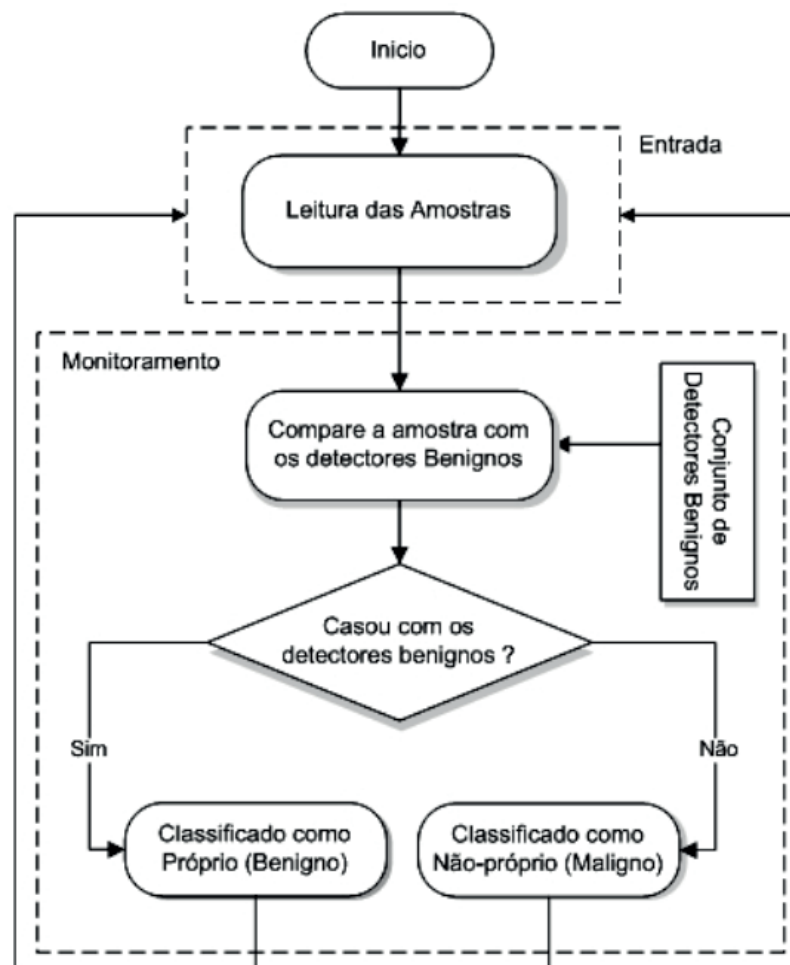 Inicio
Entrada
Leitura das Amostras
Monitoramento
Compare a amostra com
os detectores Benignos
Conjunto de
Detectores Benignos
Casou com os
detectores benignos ?
Sim
Não
Classificado como
Próprio (Benigno)
Classificado como
Não-próprio (Maligno)